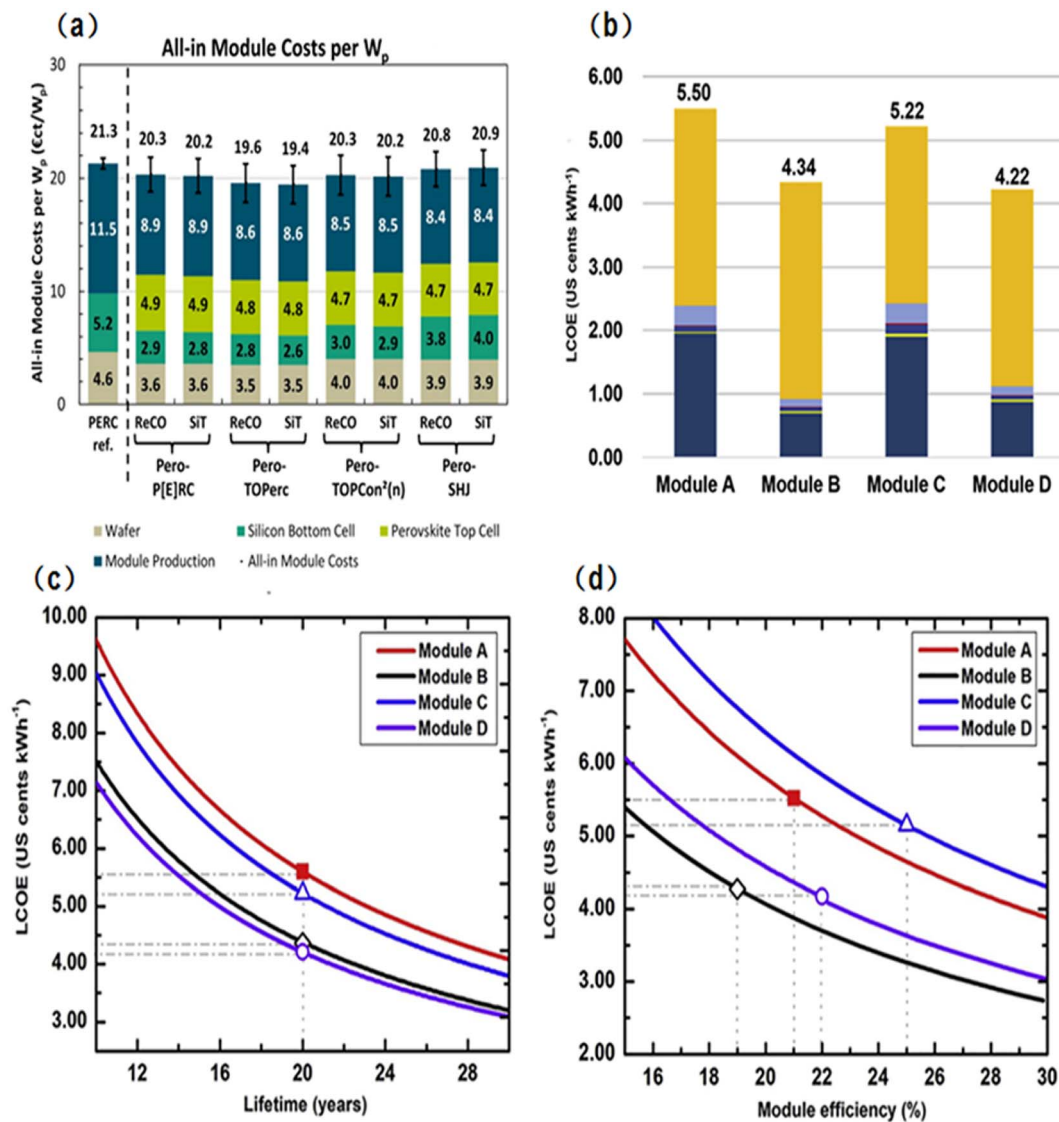 (a)
All-in Module Costs per Wp
All-in Module Costs per Wp (€ct/Wp)
30
20
10
0
21.3
11.5
5.2
4.6
20.3
8.9
4.9
2.9
3.6
20.2
8.9
4.9
2.8
3.6
19.6
8.6
4.8
2.8
3.5
19.4
8.6
4.8
2.6
3.5
20.3
8.5
4.7
3.0
4.0
20.2
8.5
4.7
2.9
4.0
20.8
8.4
4.7
3.8
3.9
20.9
8.4
4.7
4.0
3.9
PERC
ref.
ReCO SiT ReCO SiT ReCO SiT ReCO SiT
Pero-
P[E]RC
Pero-
TOPerc
Pero-
TOPCon²(n)
Pero-
SHJ
Wafer
Silicon Bottom Cell
Perovskite Top Cell
Module Production
All-in Module Costs
(b)
LCOE (US cents kWh⁻¹)
6.00
5.00
4.00
3.00
2.00
1.00
0.00
5.50
4.34
5.22
4.22
Module A Module B Module C Module D
(c)
LCOE (US cents kWh⁻¹)
10.00
9.00
8.00
7.00
6.00
5.00
4.00
3.00
Module A
Module B
Module C
Module D
12 16 20 24 28
Lifetime (years)
(d)
LCOE (US cents kWh⁻¹)
8.00
7.00
6.00
5.00
4.00
3.00
2.00
Module A
Module B
Module C
Module D
16 18 20 22 24 26 28 30
Module efficiency (%)